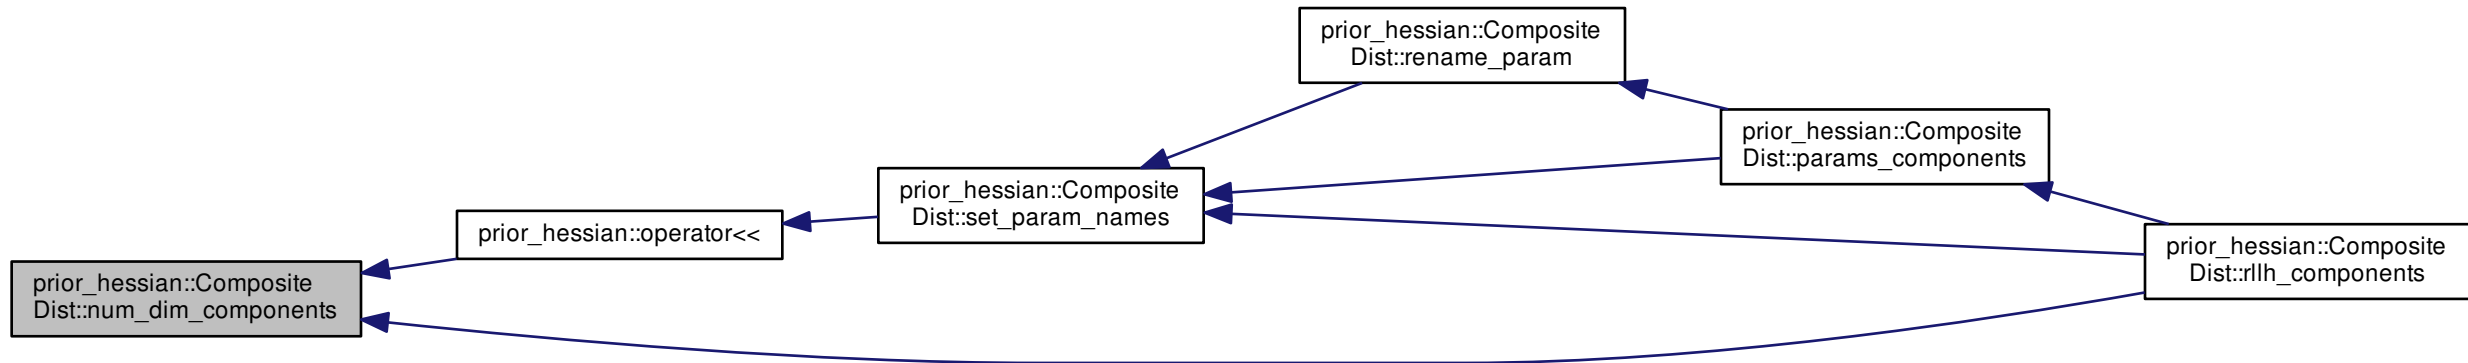 prior_hessian::Composite
Dist::rename_param
prior_hessian::Composite
Dist::params_components
prior_hessian::Composite
Dist::set_param_names
prior_hessian::operator<<
prior_hessian::Composite
Dist::rllh_components
prior_hessian::Composite
Dist::num_dim_components